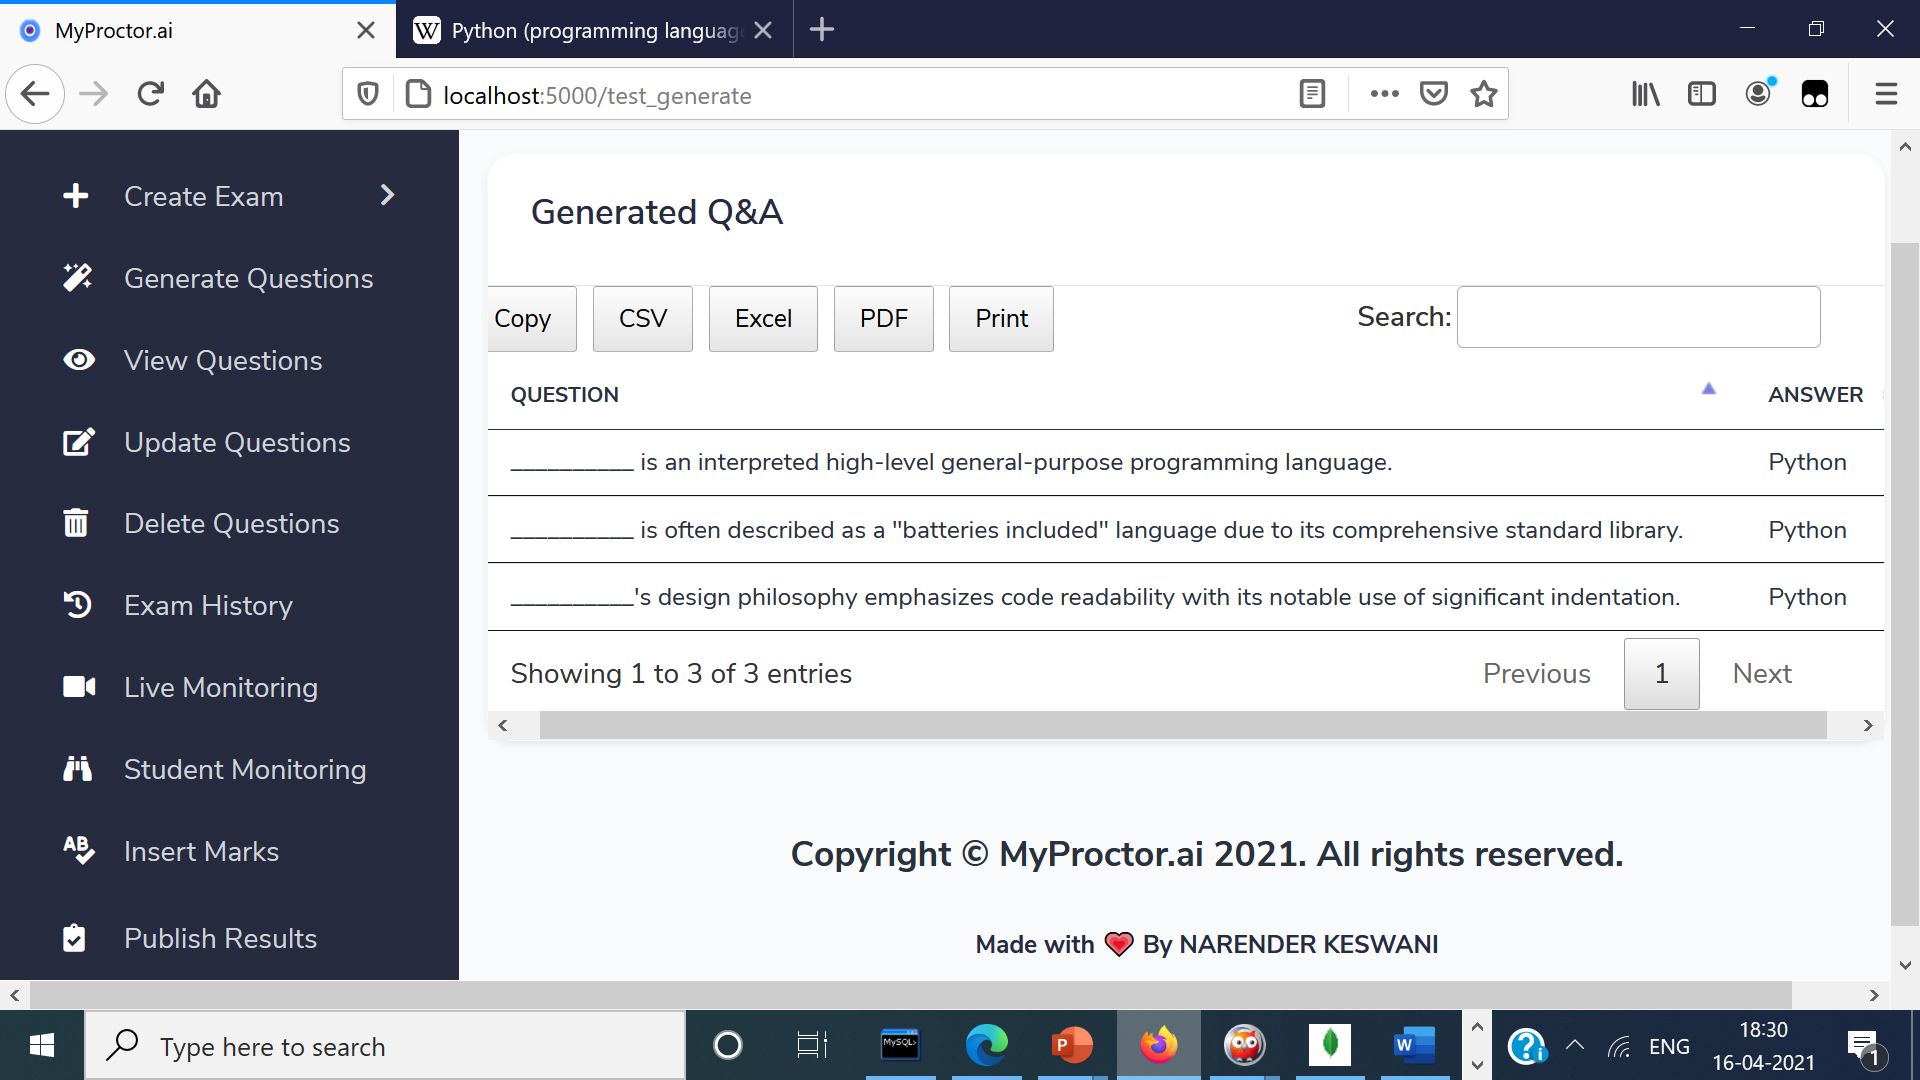 MyProctor.ai
Python (programming languag
localhost:5000/test_generate
Create Exam
Generate Questions
View Questions
Update Questions
Delete Questions
Exam History
Live Monitoring
Student Monitoring
Insert Marks
Publish Results
Generated Q&A
Copy CSV Excel PDF Print Search:
QUESTION ANSWER
__________ is an interpreted high-level general-purpose programming language. Python
__________ is often described as a "batteries included" language due to its comprehensive standard library. Python
__________'s design philosophy emphasizes code readability with its notable use of significant indentation. Python
Showing 1 to 3 of 3 entries Previous 1 Next
Copyright © MyProctor.ai 2021. All rights reserved.
Made with ❤ By NARENDER KESWANI
Type here to search
MySQL>
P
W
ENG
18:30
16-04-2021
1